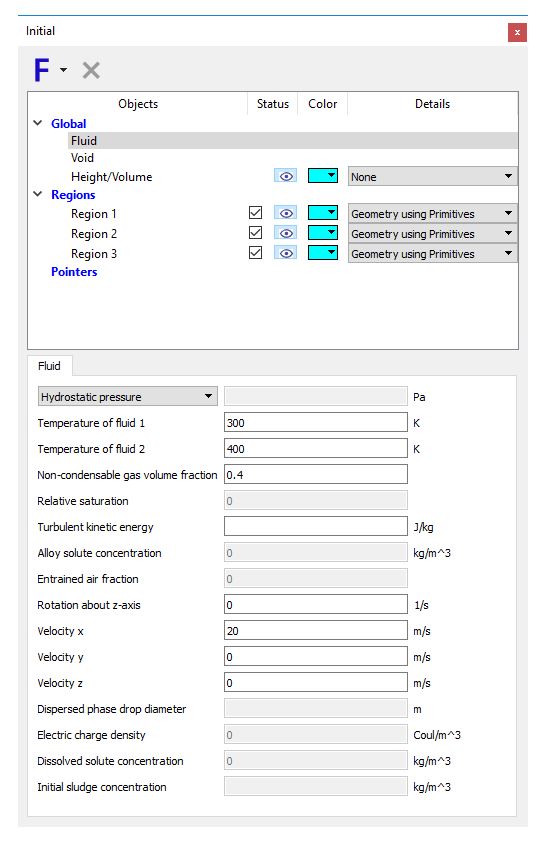 Initial
x
F
Objects Status Color Details
Global
Fluid
Void
Height/Volume None
Regions
Region 1 Geometry using Primitives
Region 2 Geometry using Primitives
Region 3 Geometry using Primitives
Pointers
Fluid
Hydrostatic pressure Pa
Temperature of fluid 1 300 K
Temperature of fluid 2 400 K
Non-condensable gas volume fraction 0.4
Relative saturation 0
Turbulent kinetic energy J/kg
Alloy solute concentration 0 kg/m^3
Entrained air fraction 0
Rotation about z-axis 0 1/s
Velocity x 20 m/s
Velocity y 0 m/s
Velocity z 0 m/s
Dispersed phase drop diameter m
Electric charge density 0 Coul/m^3
Dissolved solute concentration 0 kg/m^3
Initial sludge concentration kg/m^3